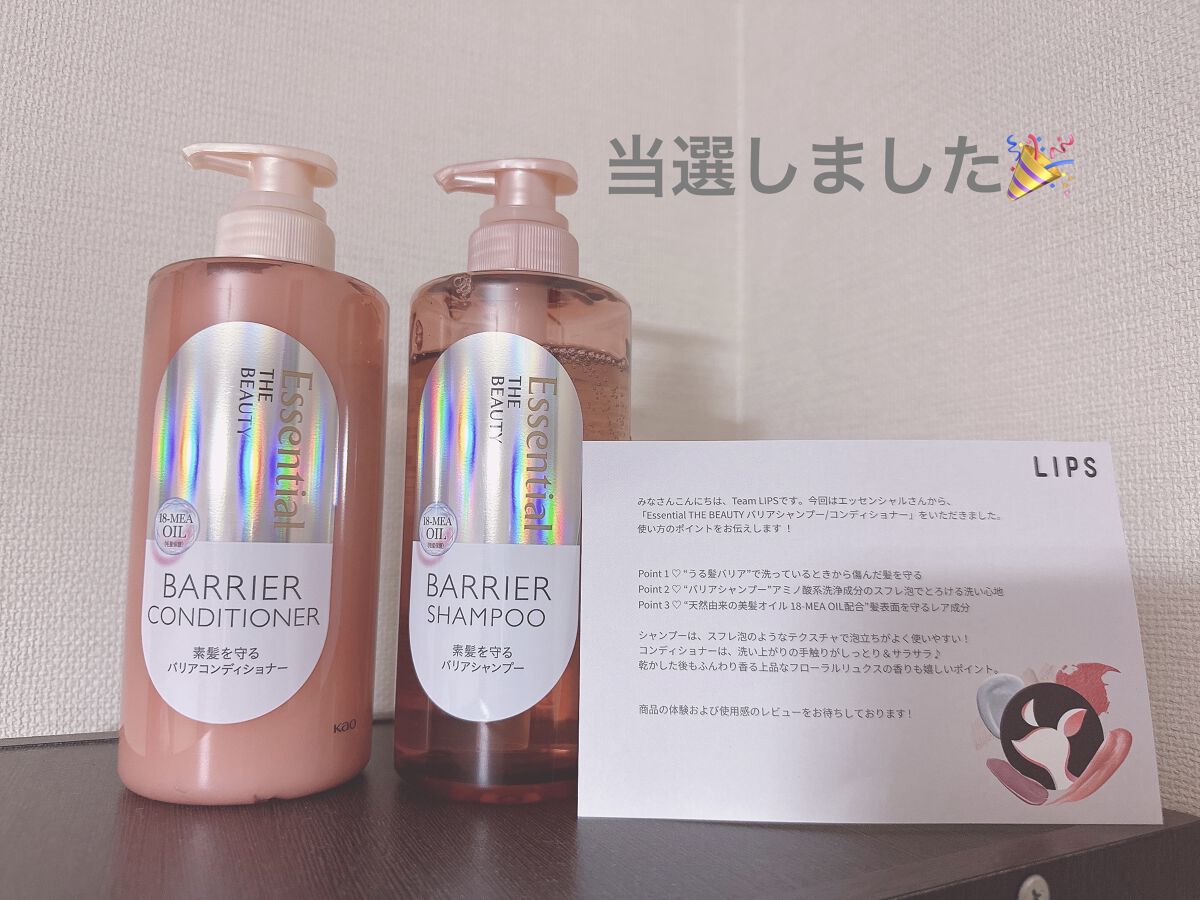 当選しました🎉
Essential
THE
BEAUTY
18-MEA
OIL
BARRIER
CONDITIONER
素髪を守る
バリアコンディショナー
Kao
Essential
THE
BEAUTY
18-MEA
OIL
BARRIER
SHAMPOO
素髪を守る
バリアシャンプー
LIPS
みなさんこんにちは、Team LIPSです。今回はエッセンシャルさんから、
「Essential THE BEAUTY バリアシャンプー/コンディショナー」をいただきました。
使い方のポイントをお伝えします！
Point 1 ♡ “うる髪バリア”で洗っているときから傷んだ髪を守る
Point 2 ♡ “バリアシャンプー”アミノ酸系洗浄成分のスフレ泡でとろける洗い心地
Point 3 ♡ “天然由来の美髪オイル 18-MEA OIL配合”髪表面を守るレア成分
シャンプーは、スフレ泡のようなテクスチャで泡立ちがよく使いやすい！
コンディショナーは、洗い上がりの手触りがしっとり＆サラサラ♪
乾かした後もふんわり香る上品なフローラルリュクスの香りも嬉しいポイント。
商品の体験および使用感のレビューをお待ちしております！